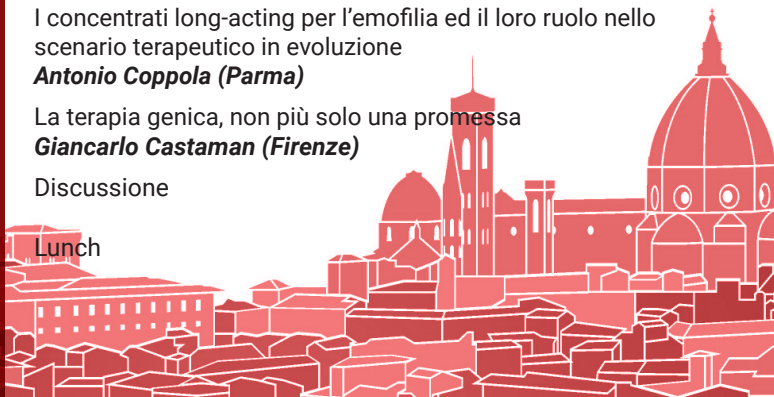 I concentrati long-acting per l’emofilia ed il loro ruolo nello
scenario terapeutico in evoluzione
Antonio Coppola (Parma)
La terapia genica, non più solo una promessa
Giancarlo Castaman (Firenze)
Discussione
Lunch